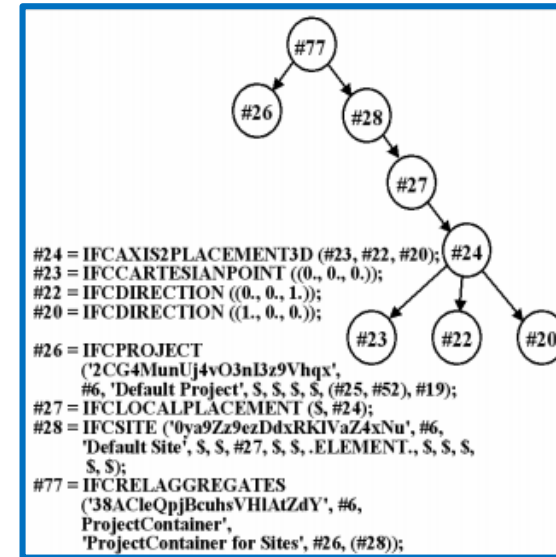 #77
#26
#28
#27
#24 = IFCAXIS2PLACEMENT3D (#23, #22, #20);
#24
#23 = IFCCARTESIANPOINT ((0., 0., 0.));
#22 = IFCDIRECTION ((0., 0., 1.));
#20 = IFCDIRECTION ((1., 0., 0.));
#23
#22
#20
#26 = IFCPROJECT
('2CG4MunUj4vO3nI3z9Vhqx',
#6, 'Default Project', $, $, $, $, (#25, #52), #19);
#27 = IFCLOCALPLACEMENT ($, #24);
#28 = IFCSITE ('0ya9Zz9ezDdxRKIVaZ4xNu', #6,
'Default Site', $, $, #27, $, $, .ELEMENT., $, $, $,
$, $);
#77 = IFCRELAGGREGATES
('38ACleQpjBcuhsVHlAtZdY', #6,
ProjectContainer',
'ProjectContainer for Sites', #26, (#28));